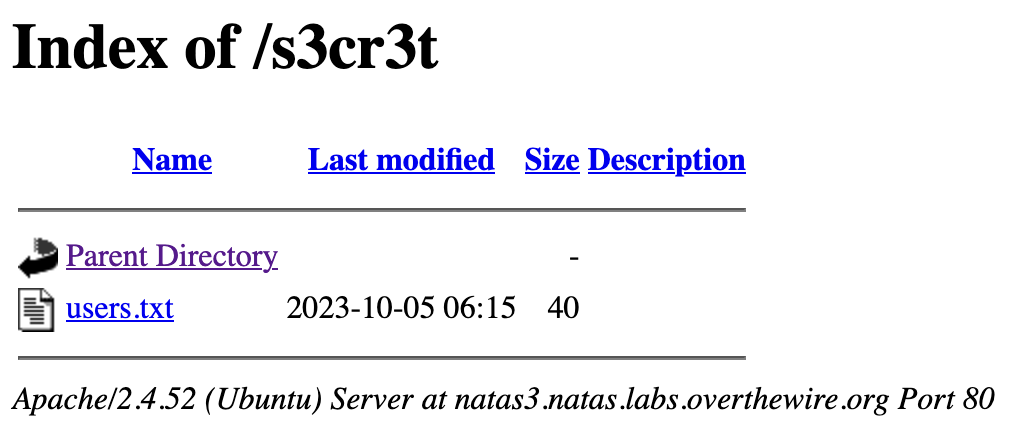 Index of /s3cr3t
Name Last modified Size Description
Parent Directory -
users.txt 2023-10-05 06:15 40
Apache/2.4.52 (Ubuntu) Server at natas3.natas.labs.overthewire.org Port 80